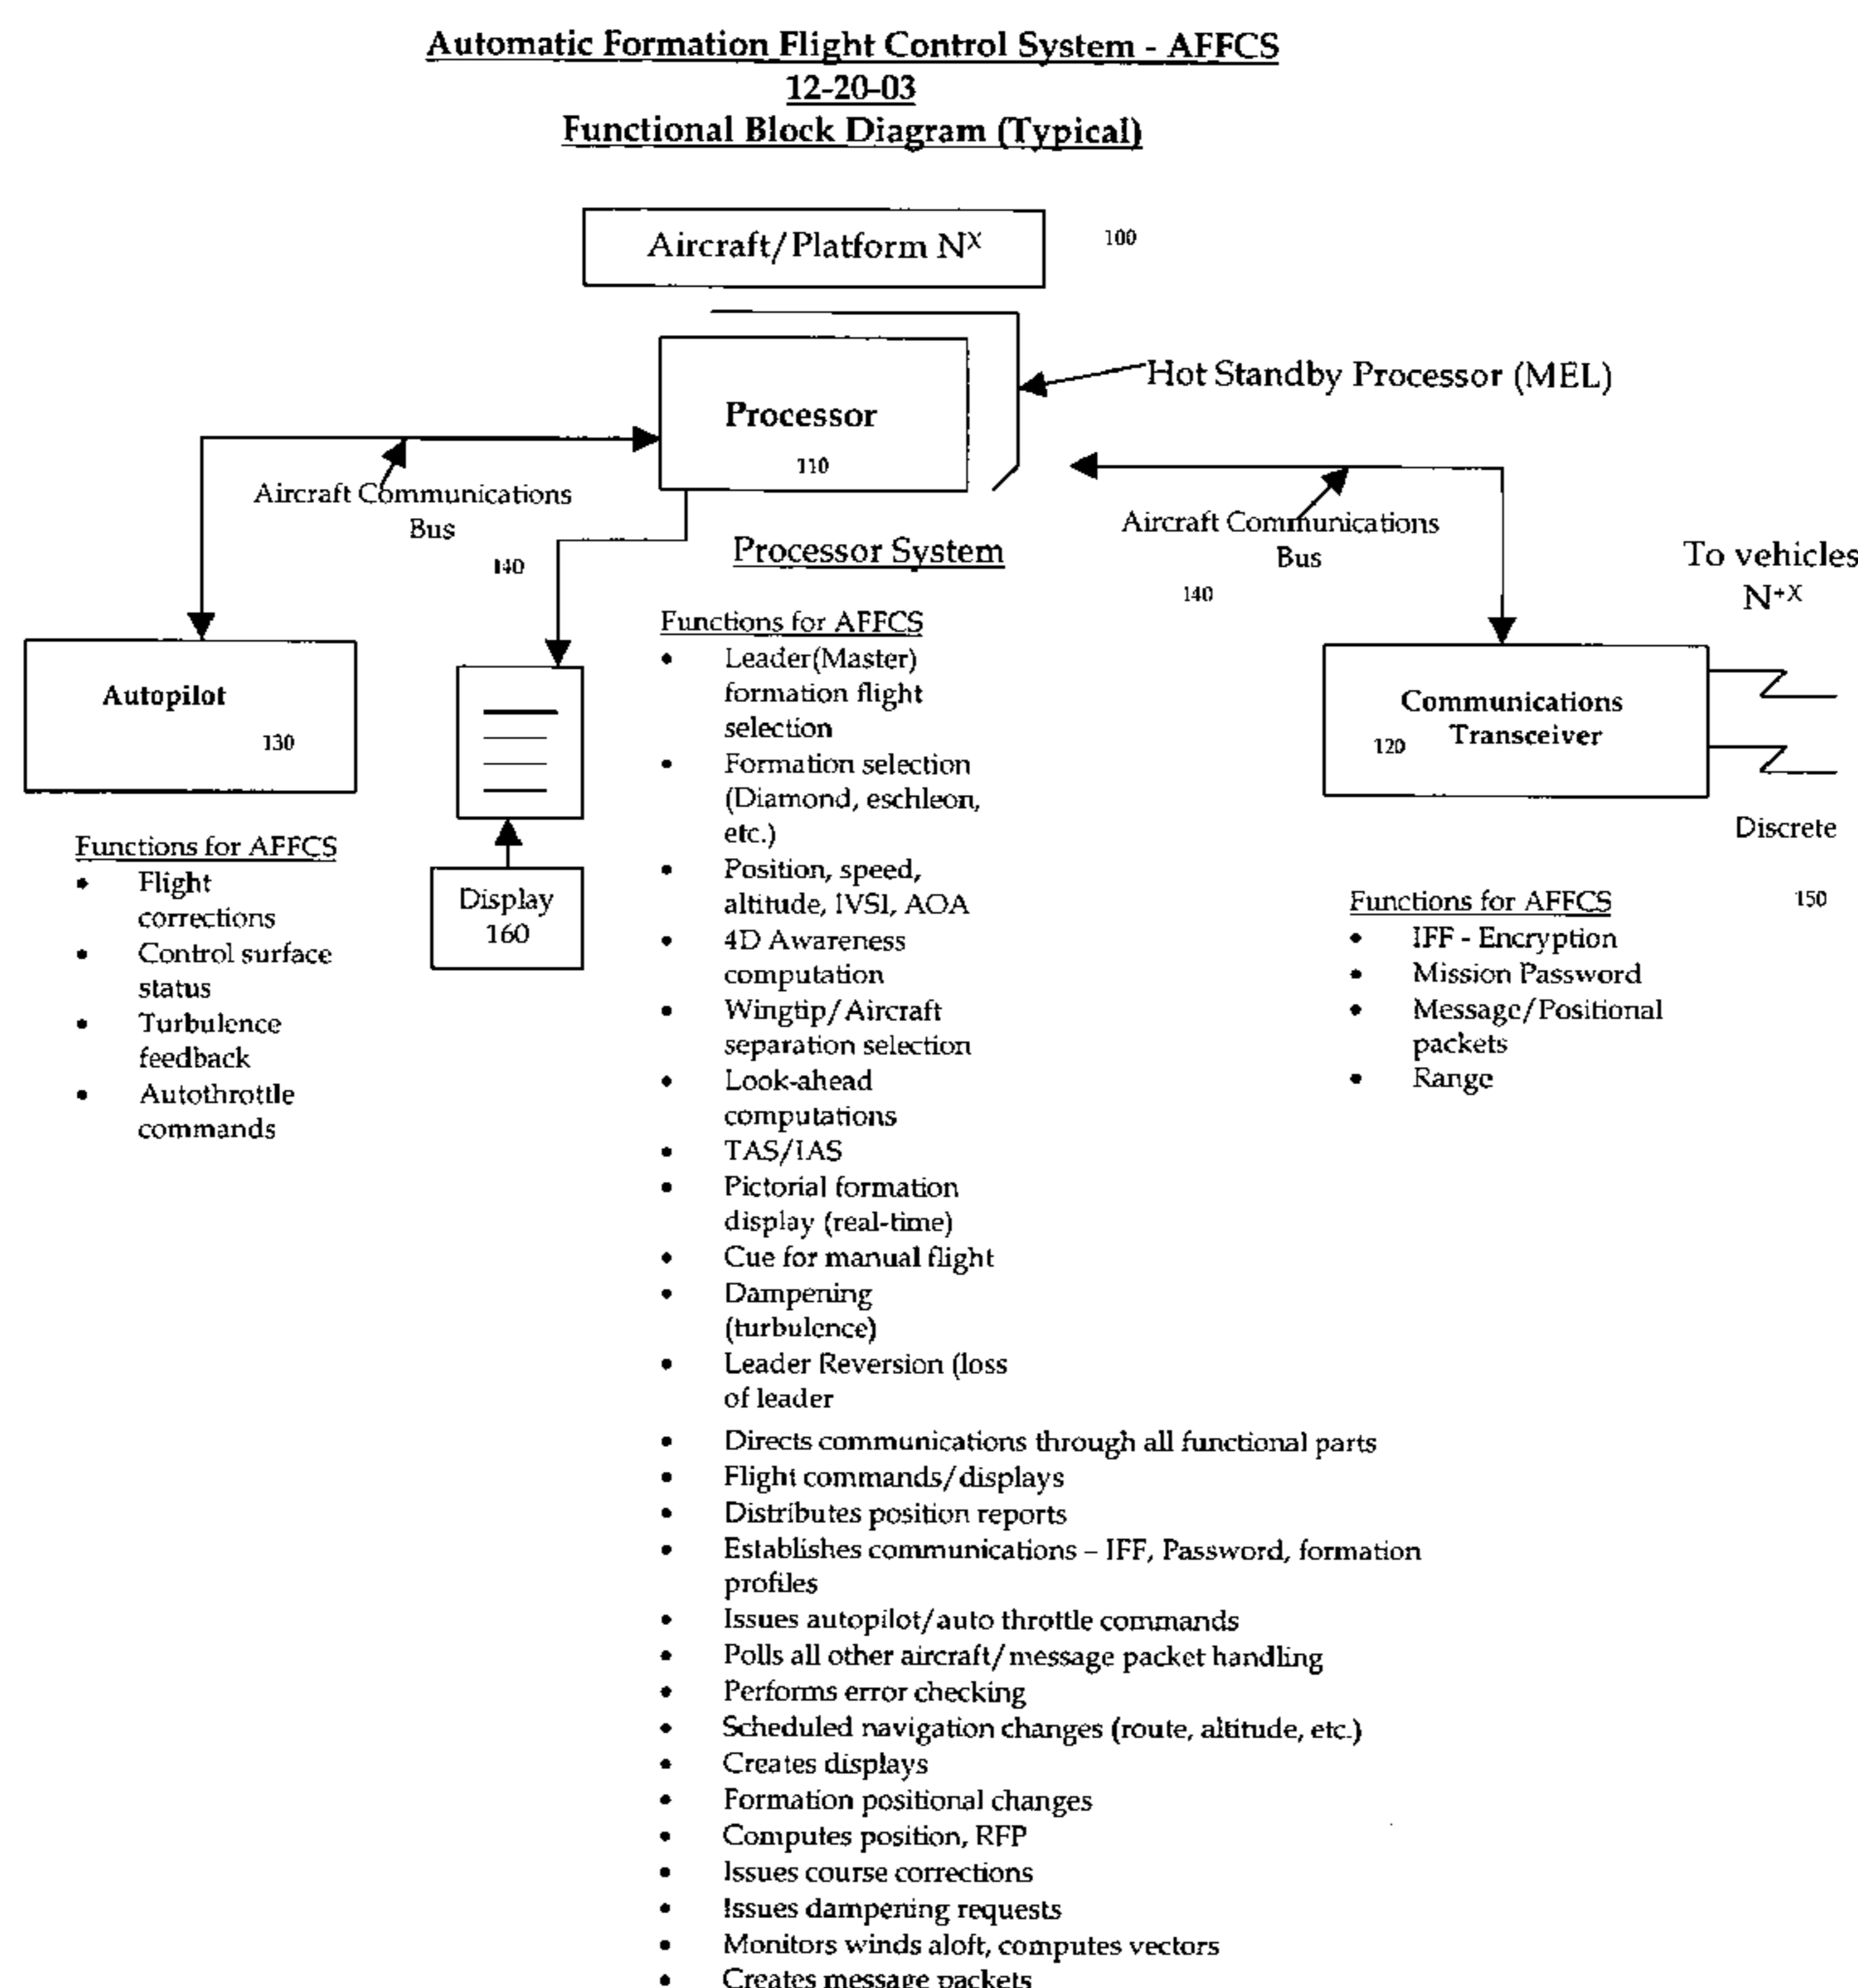 Automatic Formation Flight Control System - AFFCS
12-20-03
Functional Block Diagram (Typical)
Aircraft/Platform N^X
100
Hot Standby Processor (MEL)
Processor
110
Aircraft Communications
Bus
140
Processor System
Aircraft Communications
Bus
140
To vehicles
N^+X
Autopilot
130
Communications
Transceiver
120
Discrete
150
Display
160
Functions for AFFCS
• Flight
corrections
• Control surface
status
• Turbulence
feedback
• Autothrottle
commands
Functions for AFFCS
• Leader(Master)
formation flight
selection
• Formation selection
(Diamond, eschleon,
etc.)
• Position, speed,
altitude, IVSI, AOA
• 4D Awareness
computation
• Wingtip/Aircraft
separation selection
• Look-ahead
computations
• TAS/IAS
• Pictorial formation
display (real-time)
• Cue for manual flight
• Dampening
(turbulence)
• Leader Reversion (loss
of leader
• Directs communications through all functional parts
• Flight commands/displays
• Distributes position reports
• Establishes communications – IFF, Password, formation
profiles
• Issues autopilot/auto throttle commands
• Polls all other aircraft/message packet handling
• Performs error checking
• Scheduled navigation changes (route, altitude, etc.)
• Creates displays
• Formation positional changes
• Computes position, RFP
• Issues course corrections
• Issues dampening requests
• Monitors winds aloft, computes vectors
• Creates message packets
Functions for AFFCS
• IFF - Encryption
• Mission Password
• Message/Positional
packets
• Range